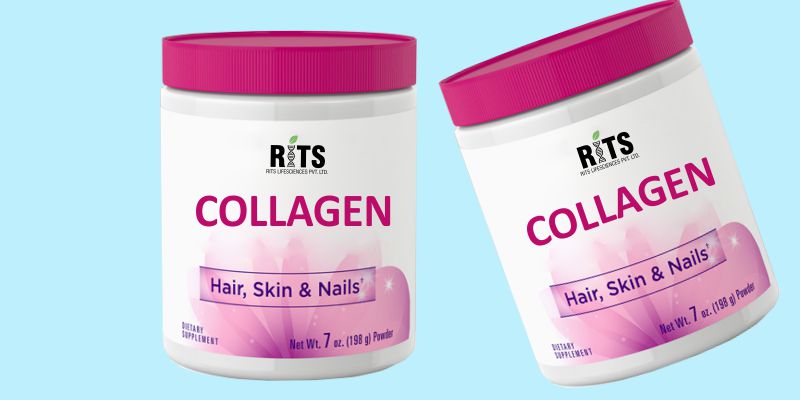 RITS
RITS LIFESCIENCES PVT. LTD.
COLLAGEN
Hair, Skin & Nails†
DIETARY
SUPPLEMENT
Net Wt. 7 oz. (198 g) Powder
RITS
RITS LIFESCIENCES PVT. LTD.
COLLAGEN
Hair, Skin & Nails†
DIETARY
SUPPLEMENT
Net Wt. 7 oz. (198 g) Powder